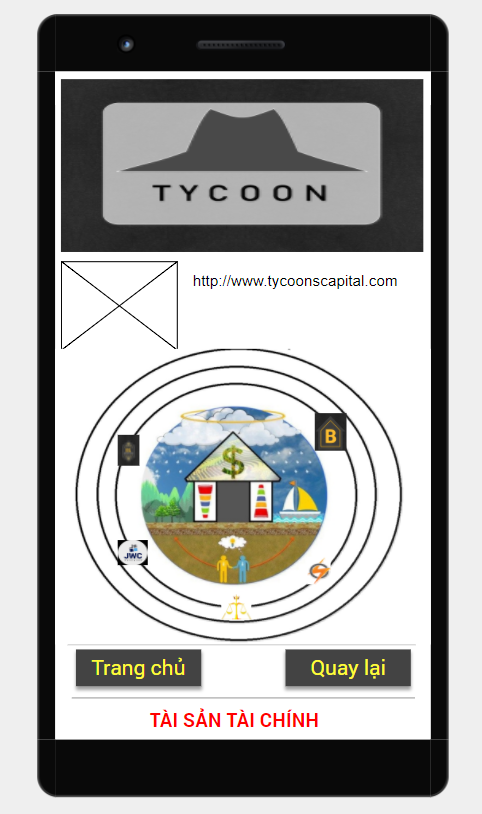 TYCOON
http://www.tycoonscapital.com
$
B
JWC
Trang chủ
Quay lại
TÀI SẢN TÀI CHÍNH